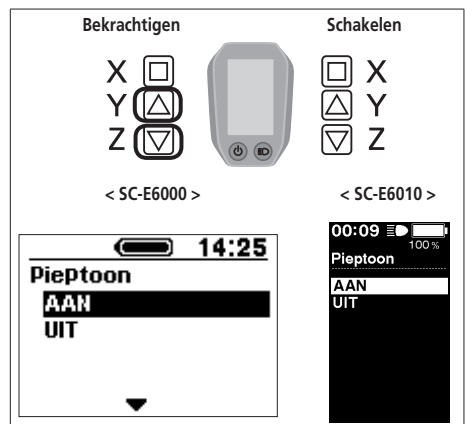 Bekrachtigen Schakelen
X X
Y Y
Z Z
< SC-E6000 > < SC-E6010 >
14:25
Pieptoon
AAN
UIT
00:09
100 %
Pieptoon
AAN
UIT